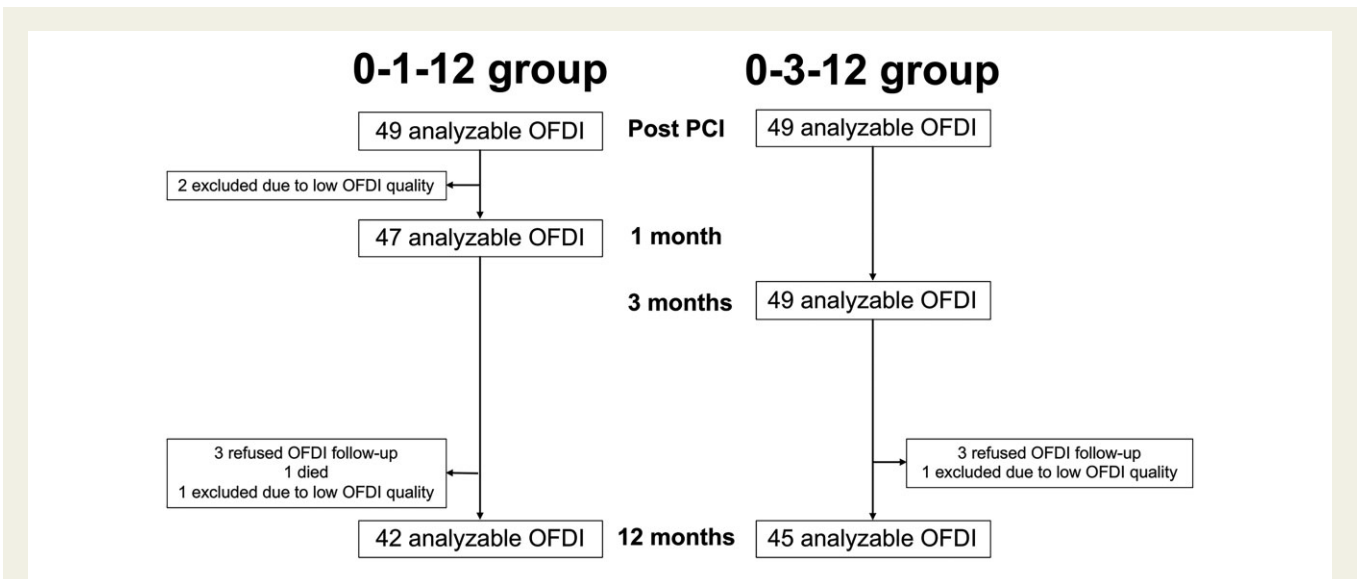 0-1-12 group
0-3-12 group
49 analyzable OFDI
Post PCI
49 analyzable OFDI
2 excluded due to low OFDI quality
47 analyzable OFDI
1 month
3 months
49 analyzable OFDI
3 refused OFDI follow-up
1 died
1 excluded due to low OFDI quality
3 refused OFDI follow-up
1 excluded due to low OFDI quality
42 analyzable OFDI
12 months
45 analyzable OFDI